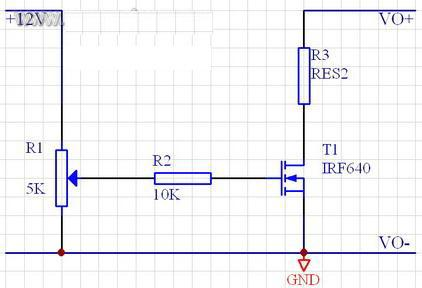 +12V
VO+
R3
RES2
R1
R2
T1
IRF640
5K
10K
VO-
GND